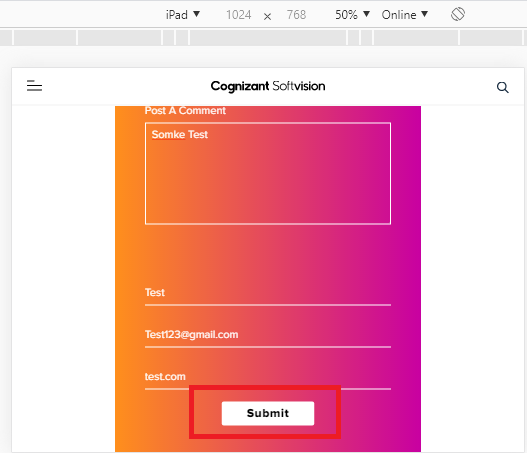 iPad ▼ 1024 × 768 50% ▼ Online ▼
Cognizant Softvision
Post A Comment
Somke Test
Test
Test123@gmail.com
test.com
Submit